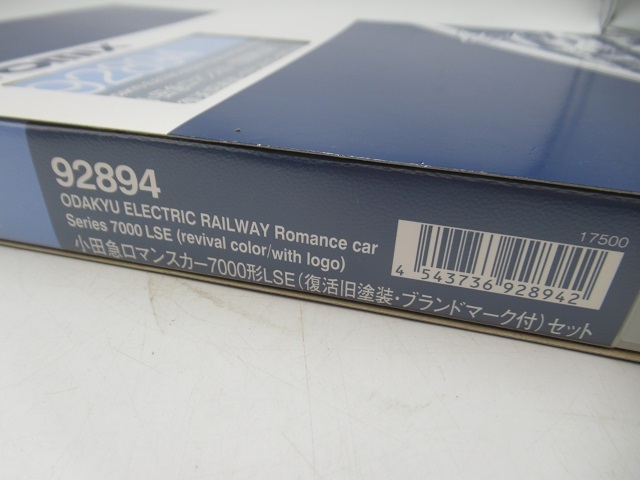 92894
ODAKYU ELECTRIC RAILWAY Romance car
Series 7000 LSE (revival color/with logo)
小田急ロマンスカー7000形LSE(復活旧塗装・ブランドマーク付)セット
17500
4 543736 928942